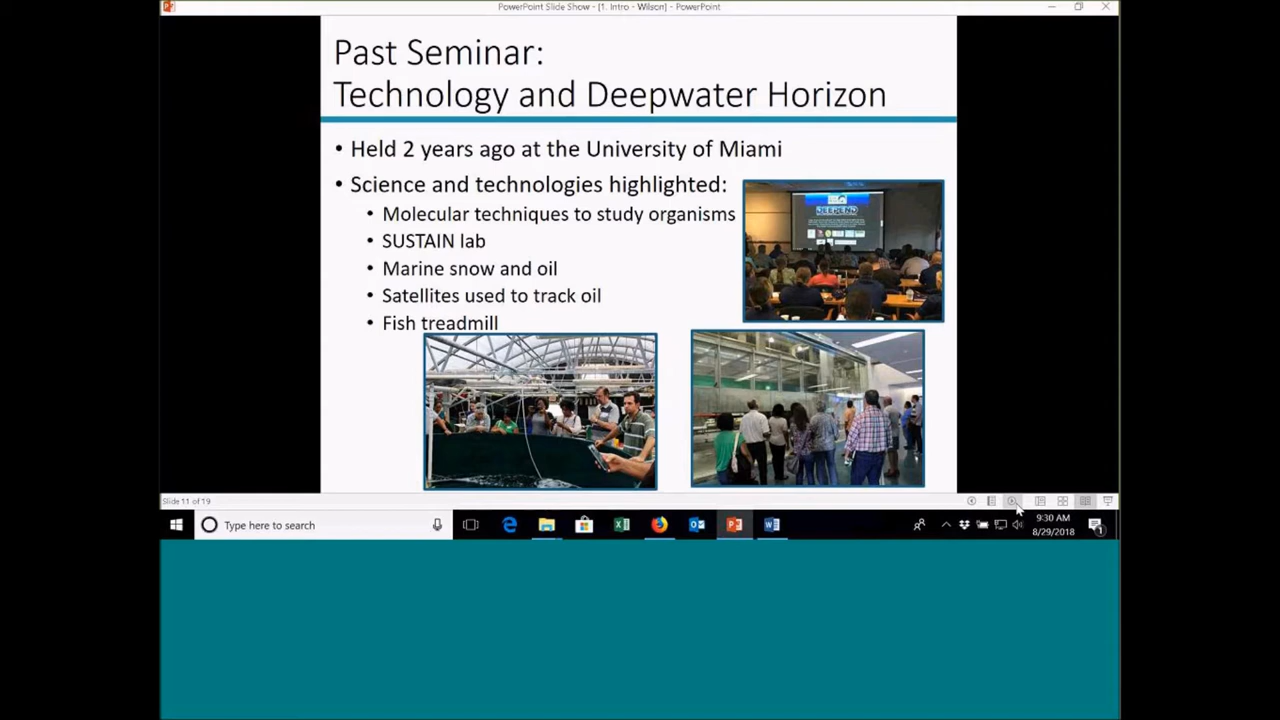 PowerPoint Slide Show - [1. Intro - Wilson] - PowerPoint
Past Seminar:
Technology and Deepwater Horizon
• Held 2 years ago at the University of Miami
• Science and technologies highlighted:
• Molecular techniques to study organisms
• SUSTAIN lab
• Marine snow and oil
• Satellites used to track oil
• Fish treadmill
Slide 11 of 19
Type here to search
9:30 AM
8/29/2018
1